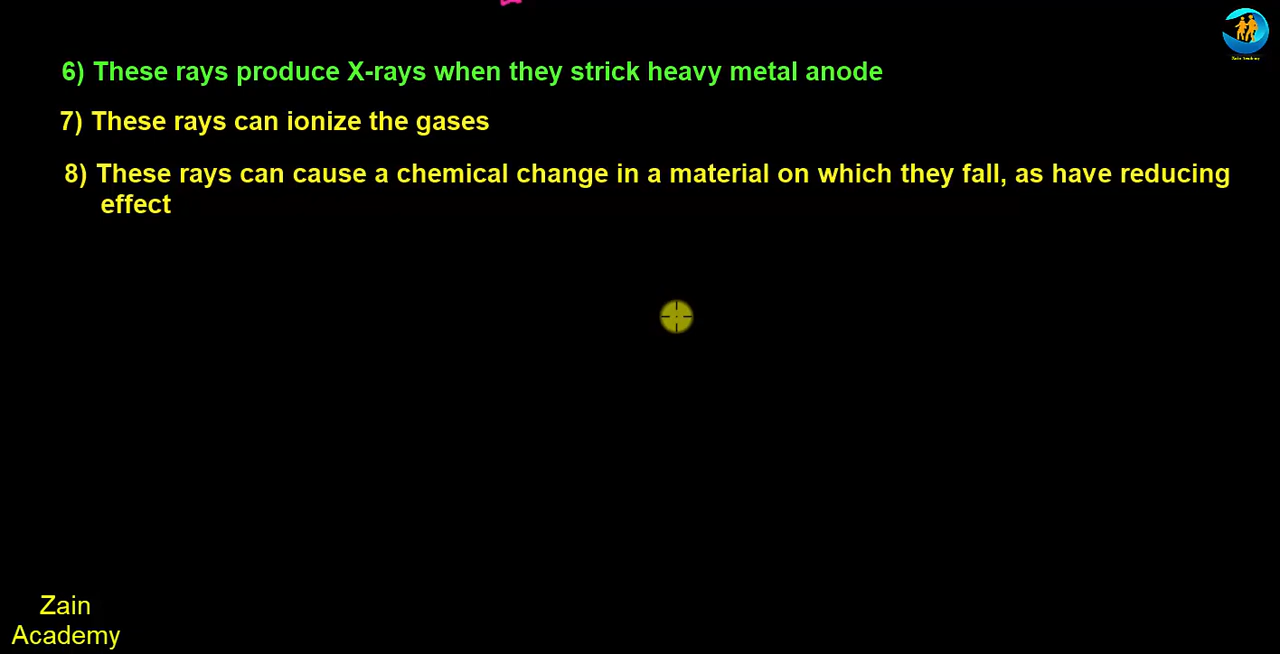 6) These rays produce X-rays when they strick heavy metal anode
7) These rays can ionize the gases
8) These rays can cause a chemical change in a material on which they fall, as have reducing
effect
Zain
Academy